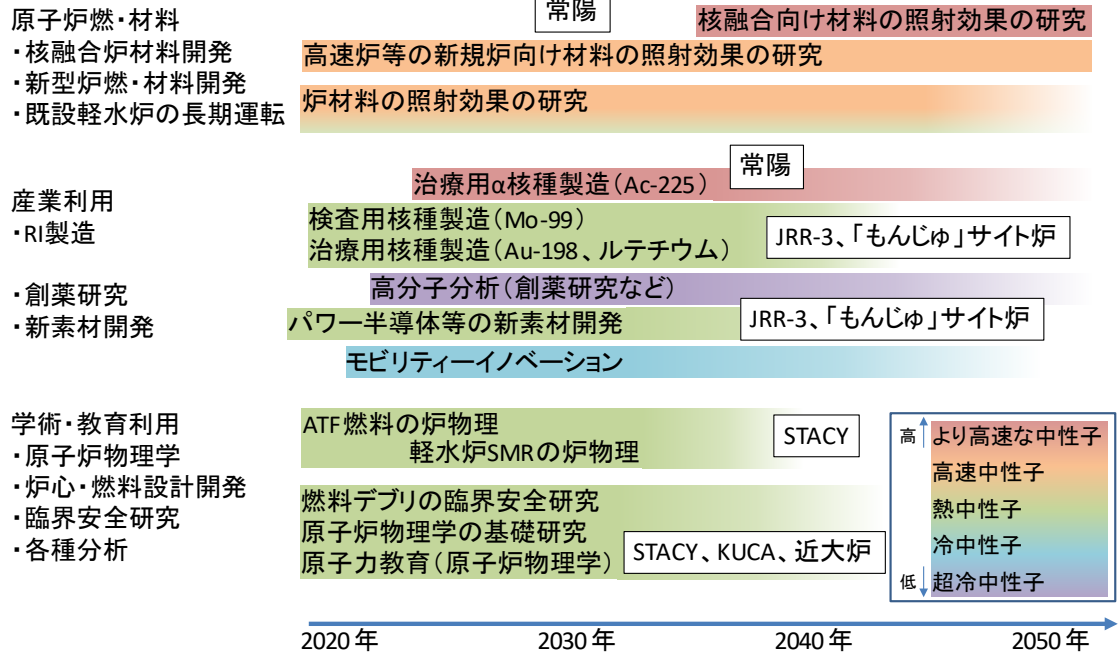 常陽
原子炉燃・材料
・核融合炉材料開発
・新型炉燃・材料開発
・既設軽水炉の長期運転
核融合向け材料の照射効果の研究
高速炉等の新規炉向け材料の照射効果の研究
炉材料の照射効果の研究
産業利用
・RI製造
・創薬研究
・新素材開発
常陽
治療用α核種製造(Ac-225)
検査用核種製造(Mo-99)
治療用核種製造(Au-198、ルテチウム)
JRR-3、「もんじゅ」サイト炉
高分子分析(創薬研究など)
パワー半導体等の新素材開発
JRR-3、「もんじゅ」サイト炉
モビリティーイノベーション
学術・教育利用
・原子炉物理学
・炉心・燃料設計開発
・臨界安全研究
・各種分析
ATF燃料の炉物理
軽水炉SMRの炉物理
STACY
燃料デブリの臨界安全研究
原子炉物理学の基礎研究
原子力教育(原子炉物理学)
STACY、KUCA、近大炉
高 より高速な中性子
高速中性子
熱中性子
冷中性子
低 超冷中性子
2020年 2030年 2040年 2050年